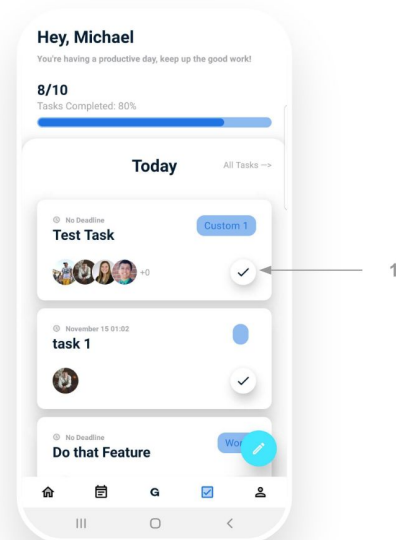 Hey, Michael
You're having a productive day, keep up the good work!
8/10
Tasks Completed: 80%
Today
All Tasks -->
No Deadline
Custom 1
Test Task
+0
1
November 15 01:02
task 1
No Deadline
Do that Feature
G